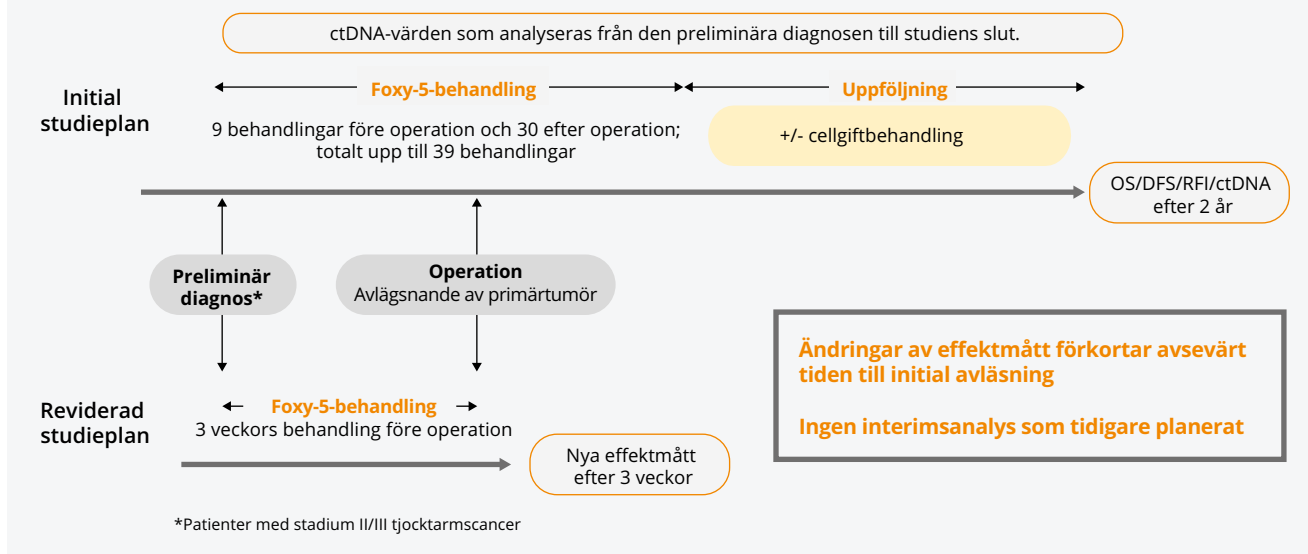 ctDNA-värden som analyseras från den preliminära diagnosen till studiens slut.
Initial
studieplan
Foxy-5-behandling
Uppföljning
9 behandlingar före operation och 30 efter operation;
totalt upp till 39 behandlingar
+/- cellgiftbehandling
OS/DFS/RFI/ctDNA
efter 2 år
Preliminär
diagnos*
Operation
Avlägsnande av primärtumör
Ändringar av effektmått förkortar avsevärt
tiden till initial avläsning
Ingen interimsanalys som tidigare planerat
Reviderad
studieplan
Foxy-5-behandling
3 veckors behandling före operation
Nya effektmått
efter 3 veckor
*Patienter med stadium II/III tjocktarmscancer